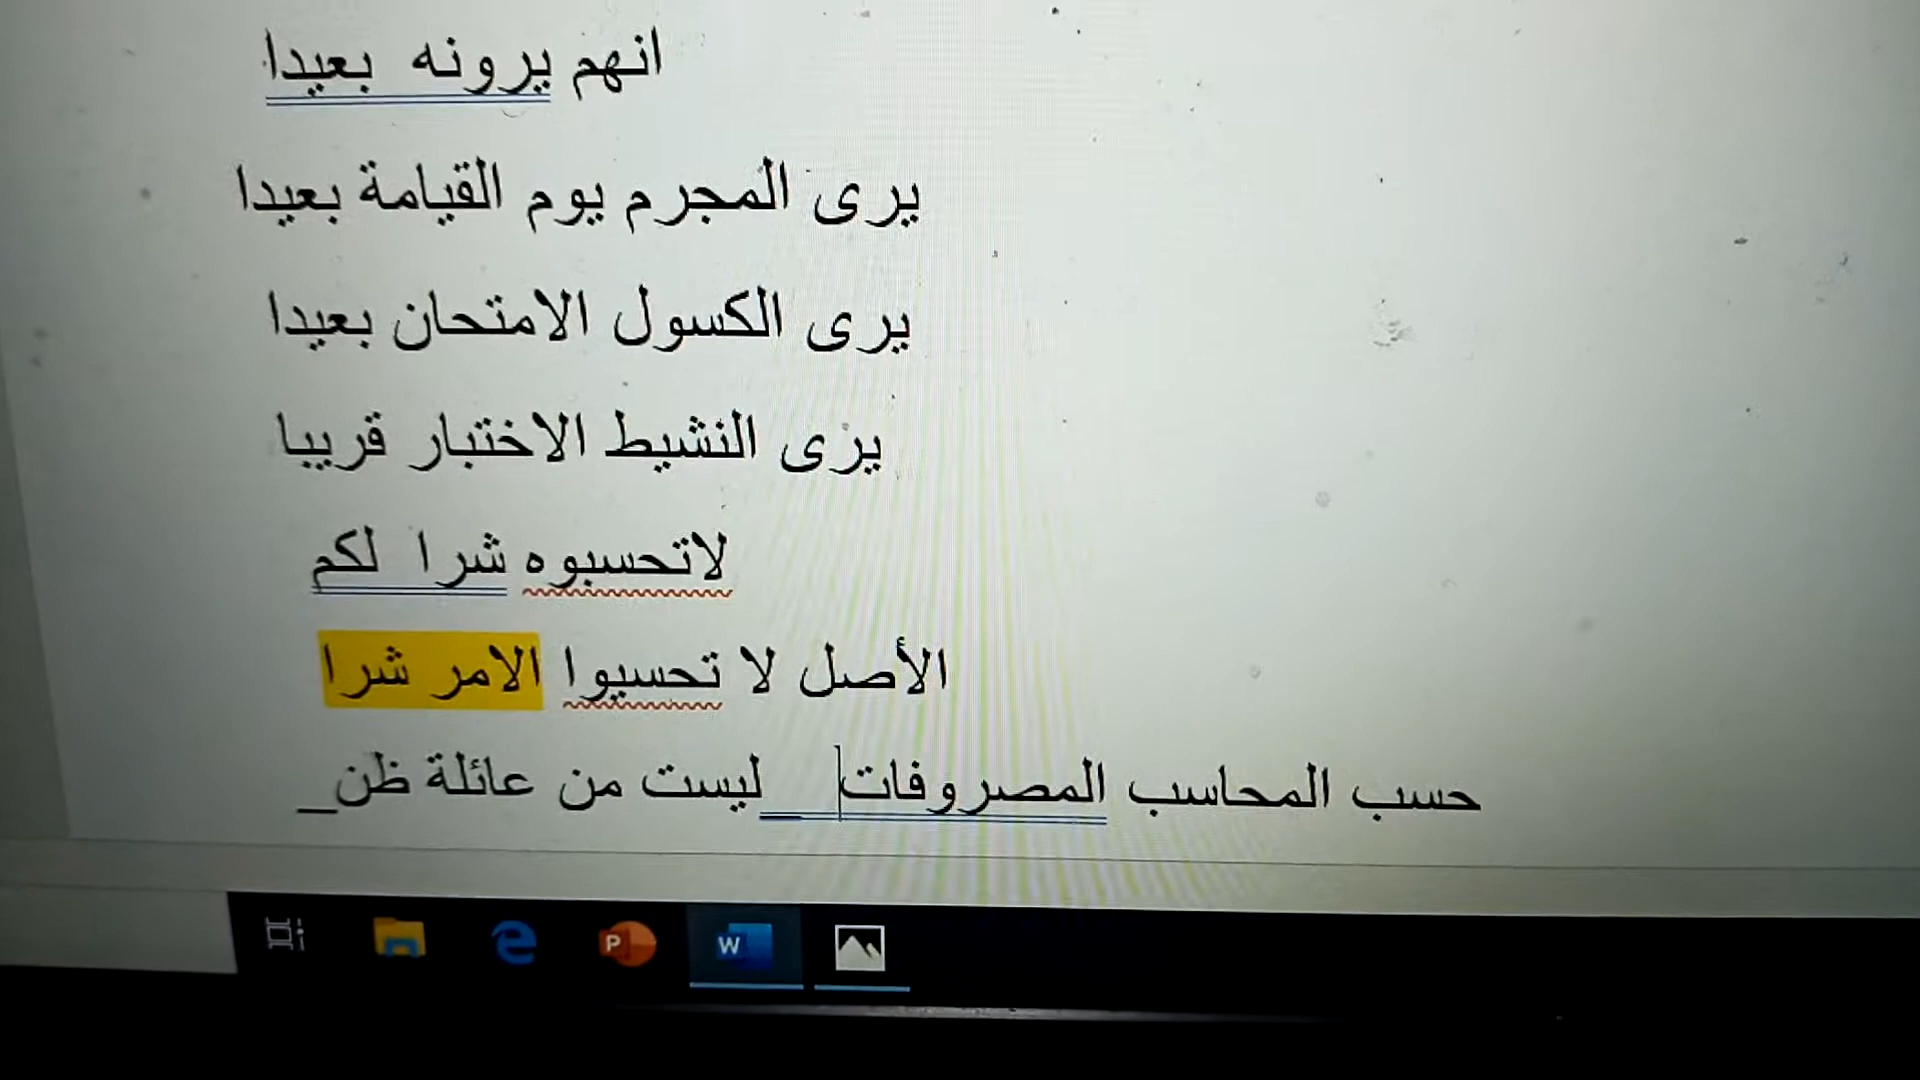 انهم يرونه بعيدا
يرى المجرم يوم القيامة بعيدا
يرى الكسول الامتحان بعيدا
يرى النشيط الاختبار قريبا
لاتحسبوه شرا لكم
الأصل لا تحسيوا الامر شرا
حسب المحاسب المصروفات _ليست من عائلة ظن_
P
W